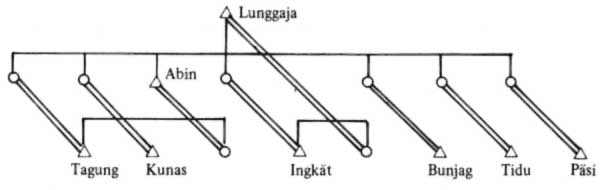 Lunggaja
Abin
Tagung Kunas Ingkät Bunjag Tidu Päsi